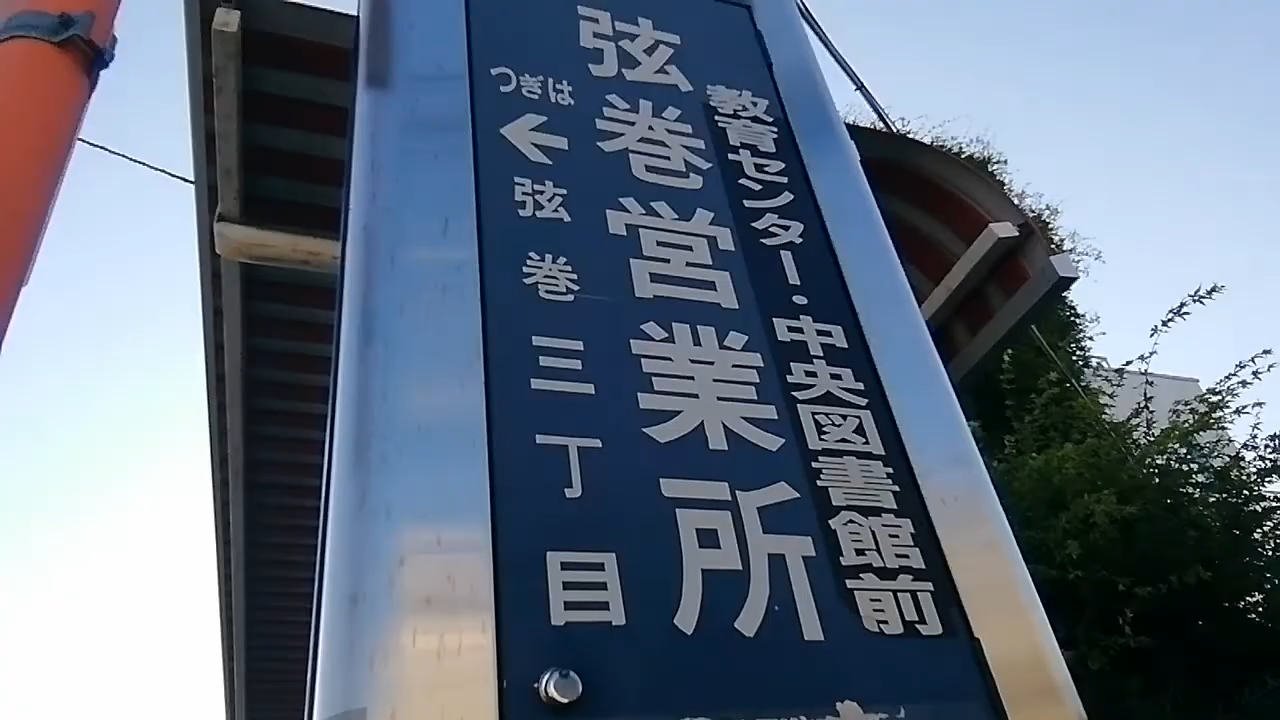 教育センター・中央図書館前
弦巻営業所
つぎは
←弦巻三丁目